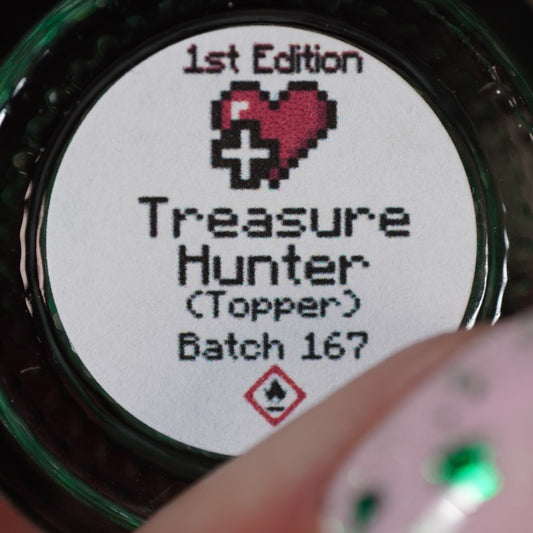 1st Edition
Treasure
Hunter
(Topper)
Batch 167